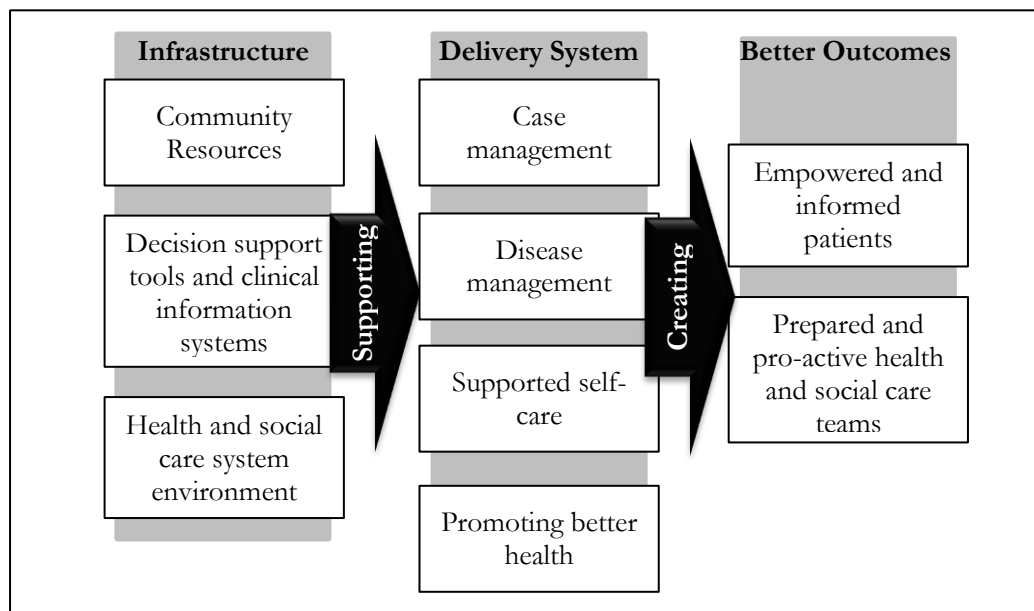 Infrastructure
Community
Resources
Decision support
tools and clinical
information
systems
Health and social
care system
environment
Supporting
Delivery System
Case
management
Disease
management
Supported self-
care
Promoting better
health
Creating
Better Outcomes
Empowered and
informed
patients
Prepared and
pro-active health
and social care
teams